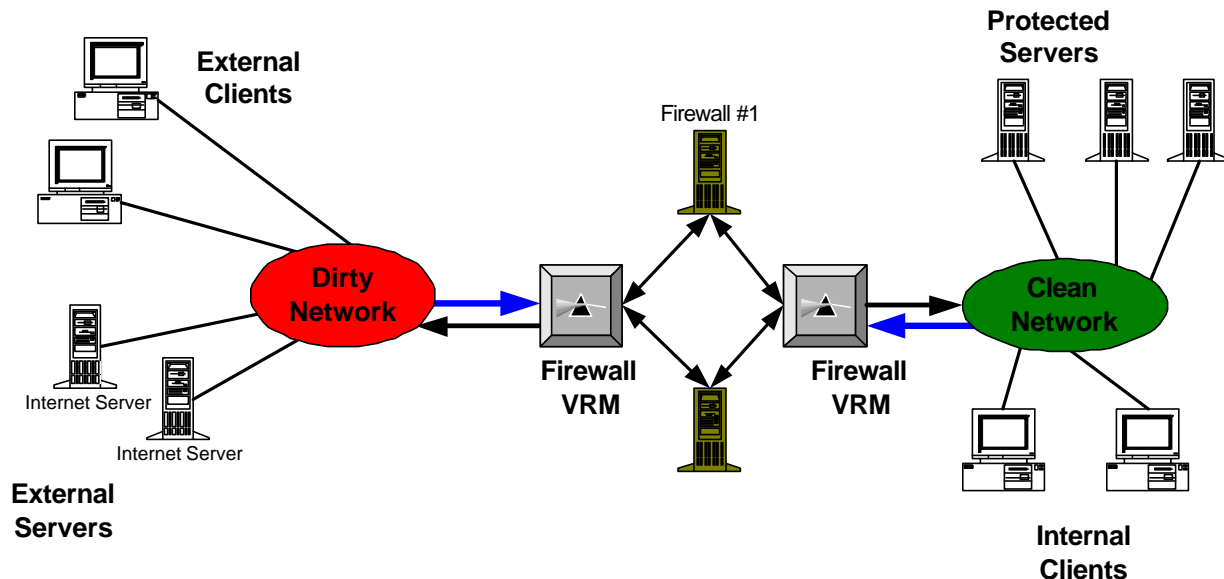 External
Clients
Protected
Servers
Firewall #1
Dirty
Network
Clean
Network
Firewall
VRM
Firewall
VRM
Internet Server
Internet Server
External
Servers
Internal
Clients